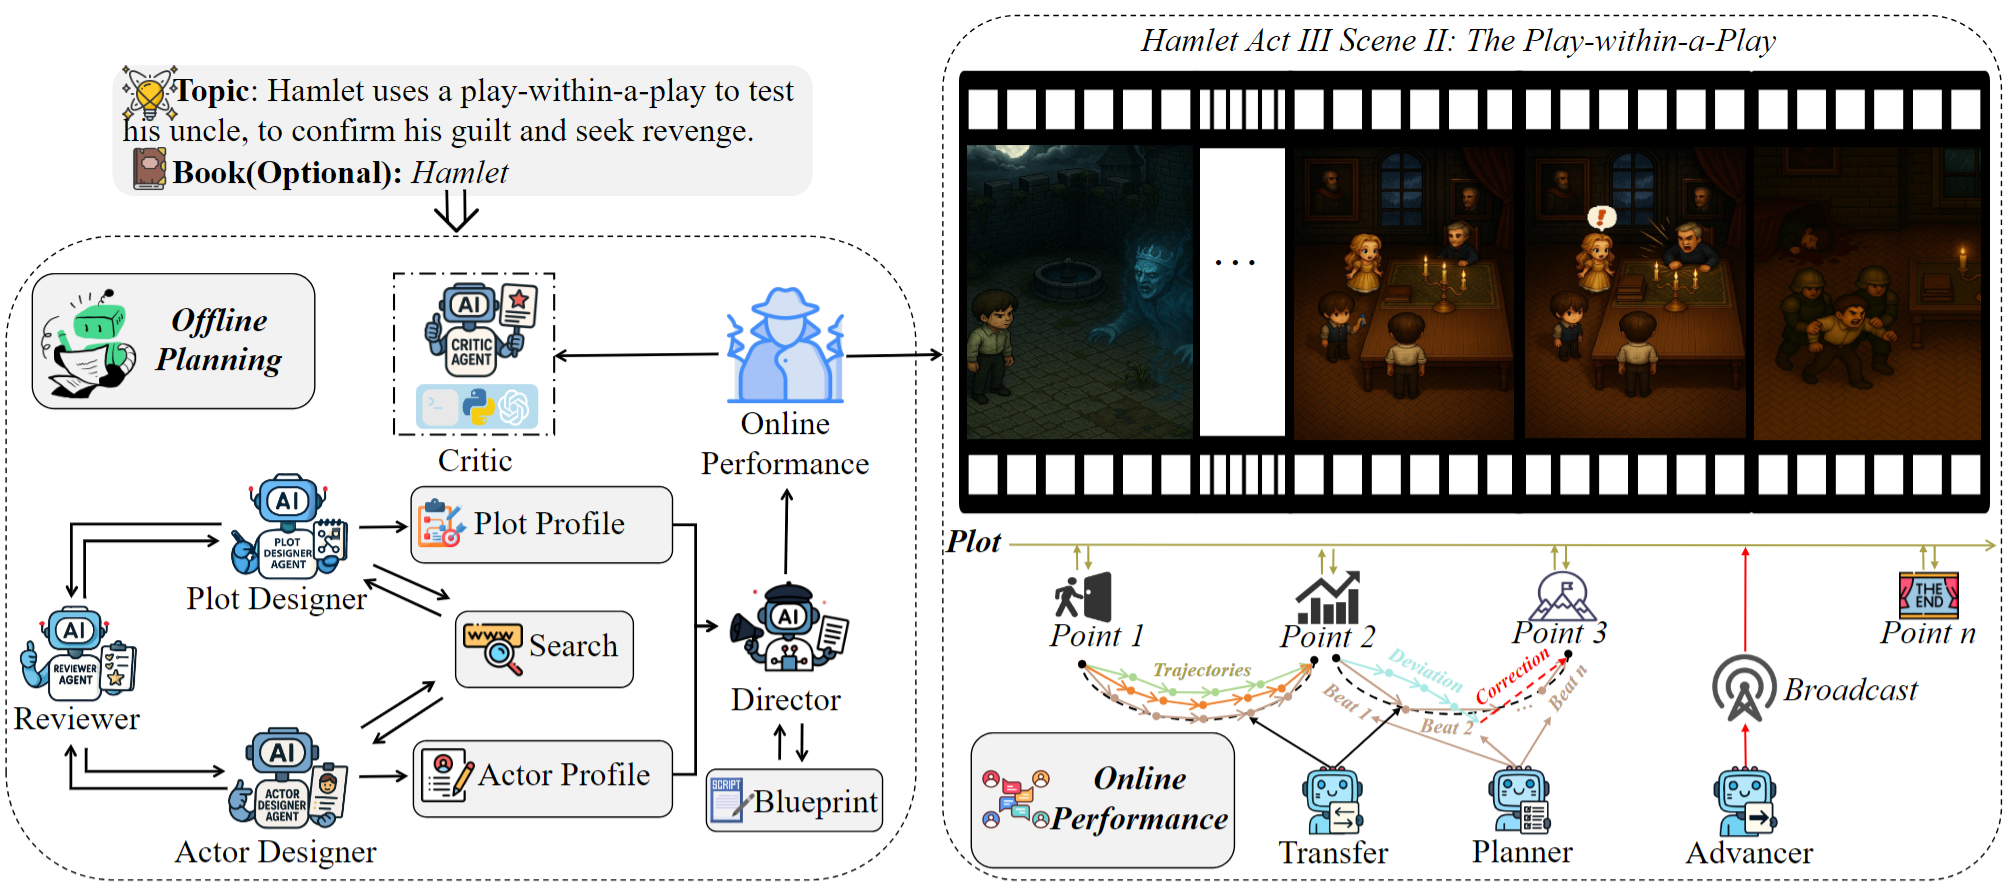 Topic: Hamlet uses a play-within-a-play to test
his uncle, to confirm his guilt and seek revenge.
Book(Optional): Hamlet
Offline
Planning
AI
CRITIC
AGENT
Critic
Online
Performance
AI
PLOT
DESIGNER
AGENT
Plot Designer
Plot Profile
AI
REVIEWER
AGENT
Reviewer
www
Search
AI
Director
AI
ACTOR
DESIGNER
AGENT
Actor Designer
Actor Profile
SCRIPT
Blueprint
Hamlet Act III Scene II: The Play-within-a-Play
...
!
Plot
Point 1
Point 2
Point 3
THE
END
Point n
Trajectories
Deviation
Correction
Beat 1
Beat 2
...
Beat n
Broadcast
Online
Performance
Transfer
Planner
Advancer